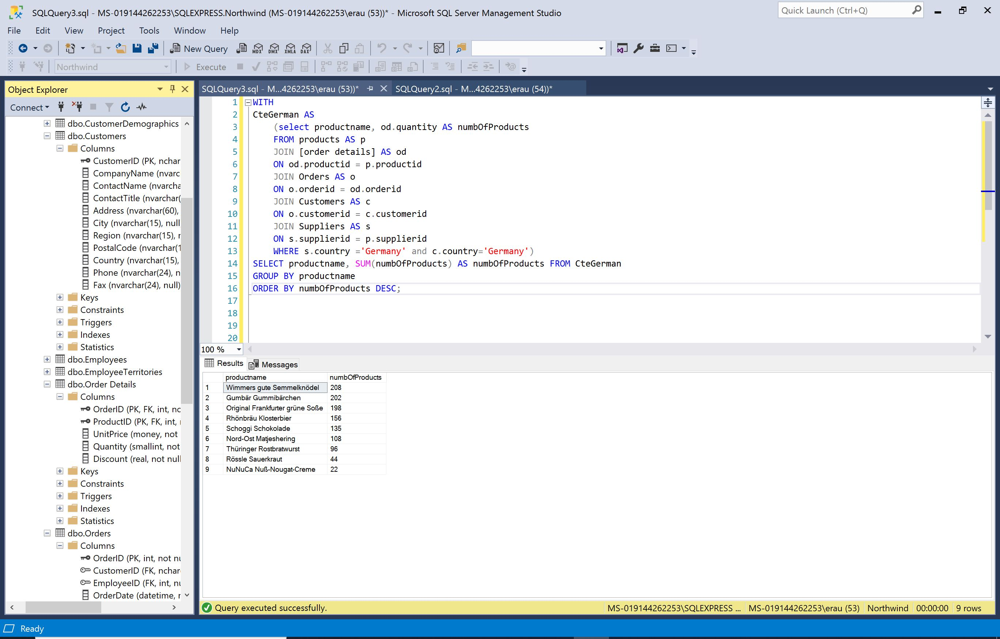 SQLQuery3.sql - MS-019144262253\SQLEXPRESS.Northwind (MS-019144262253\erau (53))* - Microsoft SQL Server Management Studio
Quick Launch (Ctrl+Q)
File Edit View Project Tools Window Help
New Query MDX DMX XMLA DAX
Northwind Execute
Object Explorer
Connect
dbo.CustomerDemographics
dbo.Customers
Columns
CustomerID (PK, nchar
CompanyName (nvarc
ContactName (nvarcha
ContactTitle (nvarchar(
Address (nvarchar(60),
City (nvarchar(15), null
Region (nvarchar(15), r
PostalCode (nvarchar(1
Country (nvarchar(15),
Phone (nvarchar(24), n
Fax (nvarchar(24), null)
Keys
Constraints
Triggers
Indexes
Statistics
dbo.Employees
dbo.EmployeeTerritories
dbo.Order Details
Columns
OrderID (PK, FK, int, nc
ProductID (PK, FK, int, r
UnitPrice (money, not
Quantity (smallint, not
Discount (real, not null
Keys
Constraints
Triggers
Indexes
Statistics
dbo.Orders
Columns
OrderID (PK, int, not nu
CustomerID (FK, nchar
EmployeeID (FK, int, nu
OrderDate (datetime, r
SQLQuery3.sql - M...4262253\erau (53))* SQLQuery2.sql - M...4262253\erau (54))*
1 WITH
2 CteGerman AS
3 (select productname, od.quantity AS numbOfProducts
4 FROM products AS p
5 JOIN [order details] AS od
6 ON od.productid = p.productid
7 JOIN Orders AS o
8 ON o.orderid = od.orderid
9 JOIN Customers AS c
10 ON o.customerid = c.customerid
11 JOIN Suppliers AS s
12 ON s.supplierid = p.supplierid
13 WHERE s.country ='Germany' and c.country='Germany')
14 SELECT productname, SUM(numbOfProducts) AS numbOfProducts FROM CteGerman
15 GROUP BY productname
16 ORDER BY numbOfProducts DESC;
17
18
19
20
100 %
Results Messages
productname numbOfProducts
1 Wimmers gute Semmelknödel 208
2 Gumbär Gummibärchen 202
3 Original Frankfurter grüne Soße 198
4 Rhönbräu Klosterbier 156
5 Schoggi Schokolade 135
6 Nord-Ost Matjeshering 108
7 Thüringer Rostbratwurst 96
8 Rössle Sauerkraut 44
9 NuNuCa Nuß-Nougat-Creme 22
Query executed successfully. MS-019144262253\SQLEXPRESS ... MS-019144262253\erau (53) Northwind 00:00:00 9 rows
Ready